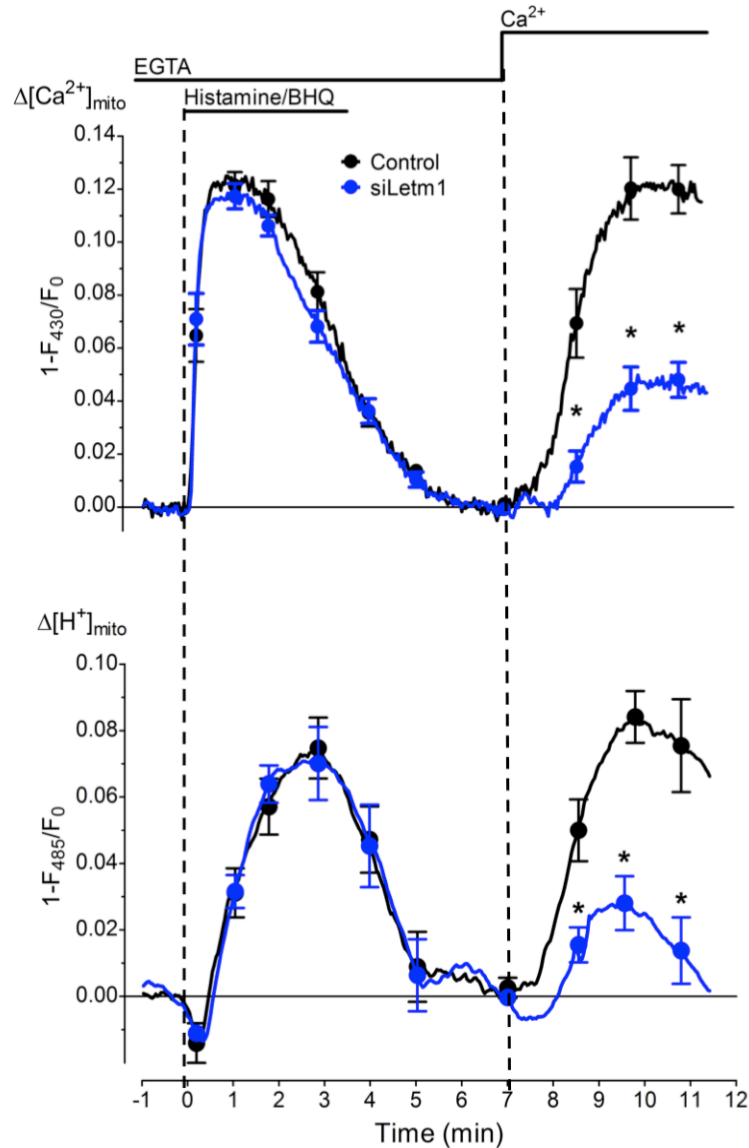 Ca²⁺
EGTA
Δ[Ca²⁺]mito
Histamine/BHQ
0.14
Control
siLetm1
0.12
0.10
0.08
0.06
0.04
0.02
0.00
1-F₄₃₀/F₀
* * *
Δ[H⁺]mito
0.10
0.08
0.06
0.04
0.02
0.00
1-F₄₈₅/F₀
* * *
-1 0 1 2 3 4 5 6 7 8 9 10 11 12
Time (min)